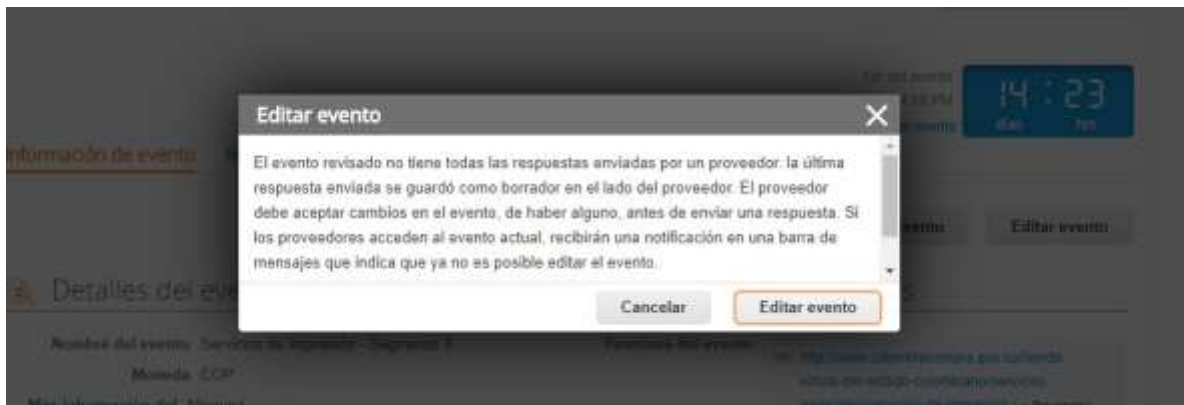 14 : 23
días hrs
Editar evento
Información de evento
El evento revisado no tiene todas las respuestas enviadas por un proveedor. la última
respuesta enviada se guardó como borrador en el lado del proveedor. El proveedor
debe aceptar cambios en el evento, de haber alguno, antes de enviar una respuesta. Si
los proveedores acceden al evento actual, recibirán una notificación en una barra de
mensajes que indica que ya no es posible editar el evento.
Editar evento
Cancelar Editar evento
Detalles del eve
Nombre del evento
Moneda COP